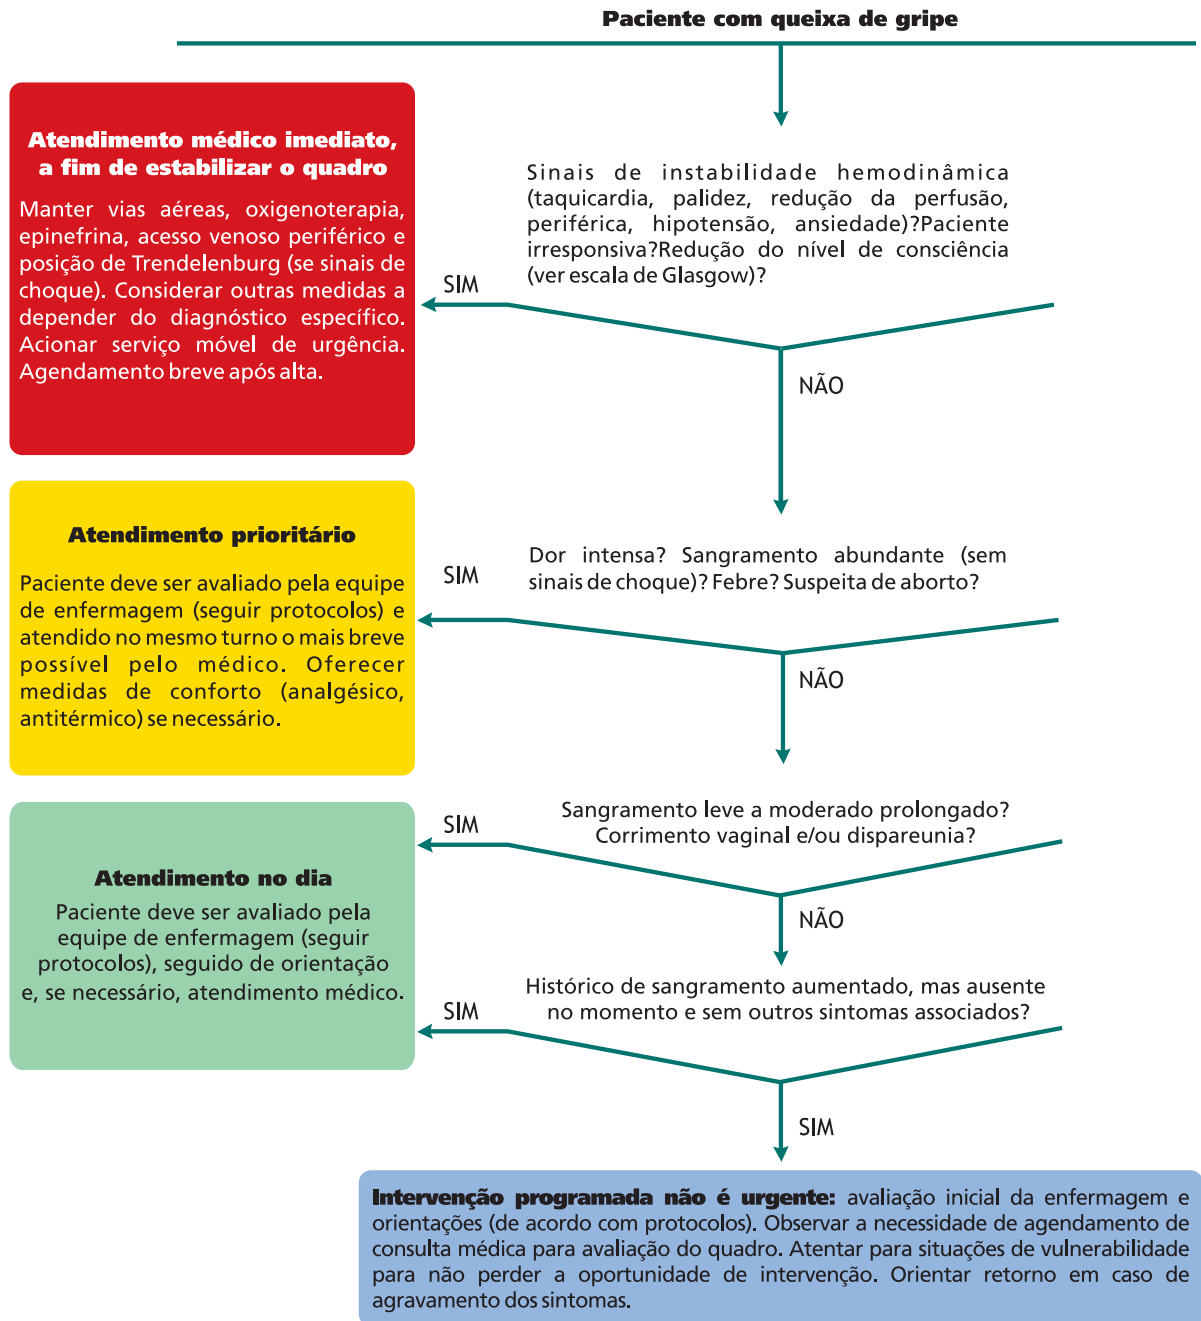 Paciente com queixa de gripe
Atendimento médico imediato,
a fim de estabilizar o quadro
Manter vias aéreas, oxigenoterapia,
epinefrina, acesso venoso periférico e
posição de Trendelenburg (se sinais de
choque). Considerar outras medidas a
depender do diagnóstico específico.
Acionar serviço móvel de urgência.
Agendamento breve após alta.
Sinais de instabilidade hemodinâmica
(taquicardia, palidez, redução da perfusão,
periférica, hipotensão, ansiedade)?Paciente
irresponsiva?Redução do nível de consciência
(ver escala de Glasgow)?
SIM
NÃO
Atendimento prioritário
Paciente deve ser avaliado pela equipe
de enfermagem (seguir protocolos) e
atendido no mesmo turno o mais breve
possível pelo médico. Oferecer
medidas de conforto (analgésico,
antitérmico) se necessário.
Dor intensa? Sangramento abundante (sem
sinais de choque)? Febre? Suspeita de aborto?
SIM
NÃO
Sangramento leve a moderado prolongado?
Corrimento vaginal e/ou dispareunia?
SIM
NÃO
Atendimento no dia
Paciente deve ser avaliado pela
equipe de enfermagem (seguir
protocolos), seguido de orientação
e, se necessário, atendimento médico.
Histórico de sangramento aumentado, mas ausente
no momento e sem outros sintomas associados?
SIM
SIM
Intervenção programada não é urgente: avaliação inicial da enfermagem e
orientações (de acordo com protocolos). Observar a necessidade de agendamento de
consulta médica para avaliação do quadro. Atentar para situações de vulnerabilidade
para não perder a oportunidade de intervenção. Orientar retorno em caso de
agravamento dos sintomas.